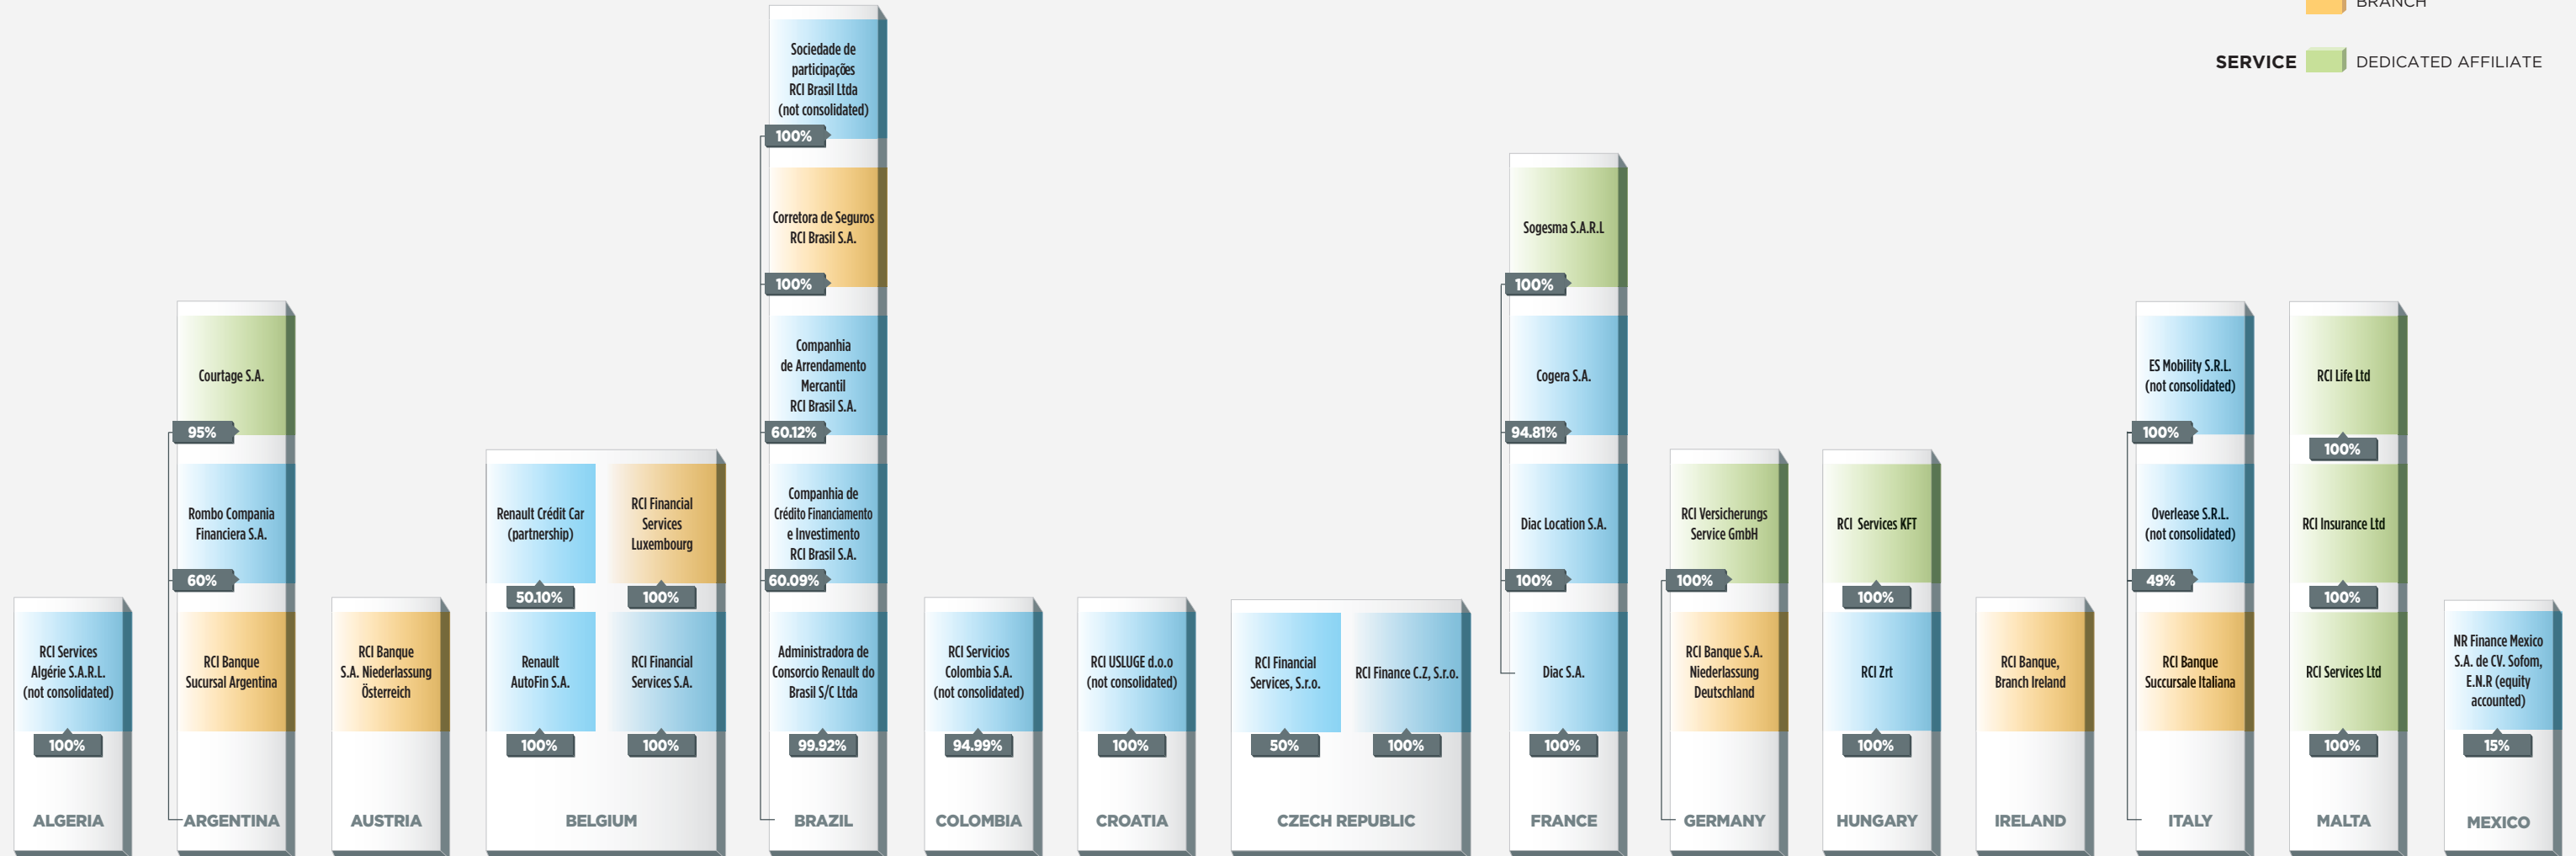 BRANCH
SERVICE DEDICATED AFFILIATE
RCI Services
Algérie S.A.R.L.
(not consolidated)
100%
ALGERIA
Courtage S.A.
95%
Rombo Compania
Financiera S.A.
60%
RCI Banque
Sucursal Argentina
ARGENTINA
RCI Banque
S.A. Niederlassung
Österreich
AUSTRIA
Renault Crédit Car
(partnership)
50.10%
RCI Financial
Services
Luxembourg
100%
Renault
AutoFin S.A.
100%
RCI Financial
Services S.A.
100%
BELGIUM
Sociedade de
participações
RCI Brasil Ltda
(not consolidated)
100%
Corretora de Seguros
RCI Brasil S.A.
100%
Companhia
de Arrendamento
Mercantil
RCI Brasil S.A.
60.12%
Companhia de
Crédito Financiamento
e Investimento
RCI Brasil S.A.
60.09%
Administradora de
Consorcio Renault do
Brasil S/C Ltda
99.92%
BRAZIL
RCI Servicios
Colombia S.A.
(not consolidated)
94.99%
COLOMBIA
RCI USLUGE d.o.o
(not consolidated)
100%
CROATIA
RCI Financial
Services, S.r.o.
50%
RCI Finance C.Z, S.r.o.
100%
CZECH REPUBLIC
Sogesma S.A.R.L
100%
Cogera S.A.
94.81%
Diac Location S.A.
100%
Diac S.A.
100%
FRANCE
RCI Versicherungs
Service GmbH
100%
RCI Banque S.A.
Niederlassung
Deutschland
GERMANY
RCI Services KFT
100%
RCI Zrt
100%
HUNGARY
RCI Banque,
Branch Ireland
IRELAND
ES Mobility S.R.L.
(not consolidated)
100%
Overlease S.R.L.
(not consolidated)
49%
RCI Banque
Succursale Italiana
ITALY
RCI Life Ltd
100%
RCI Insurance Ltd
100%
RCI Services Ltd
100%
MALTA
NR Finance Mexico
S.A. de CV. Sofom,
E.N.R (equity
accounted)
15%
MEXICO